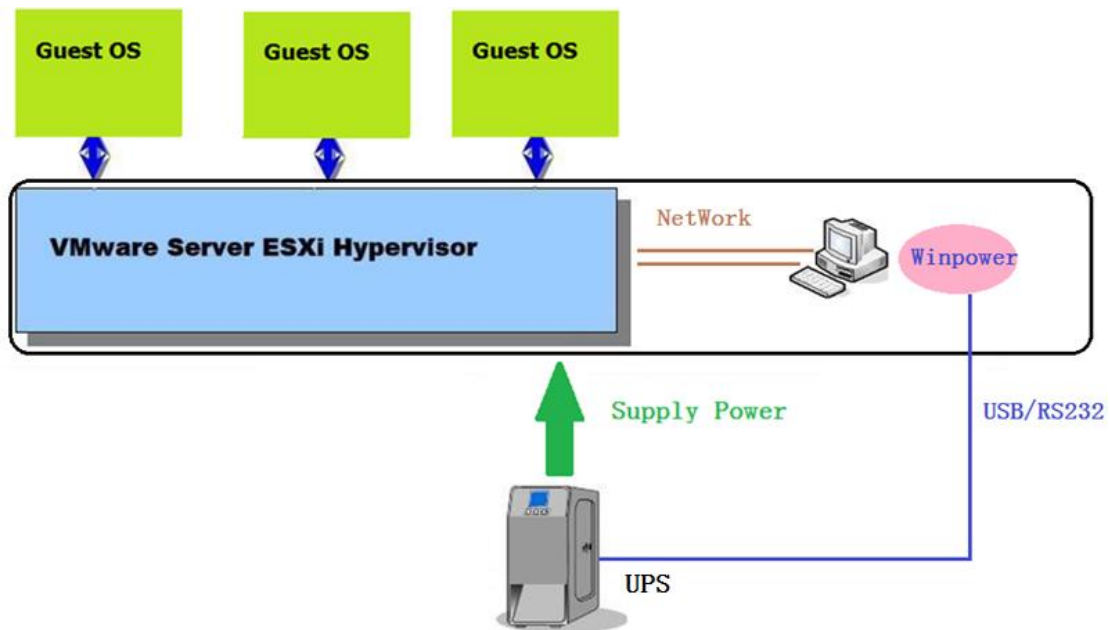 Guest OS
Guest OS
Guest OS
VMware Server ESXi Hypervisor
NetWork
Winpower
Supply Power
USB/RS232
UPS